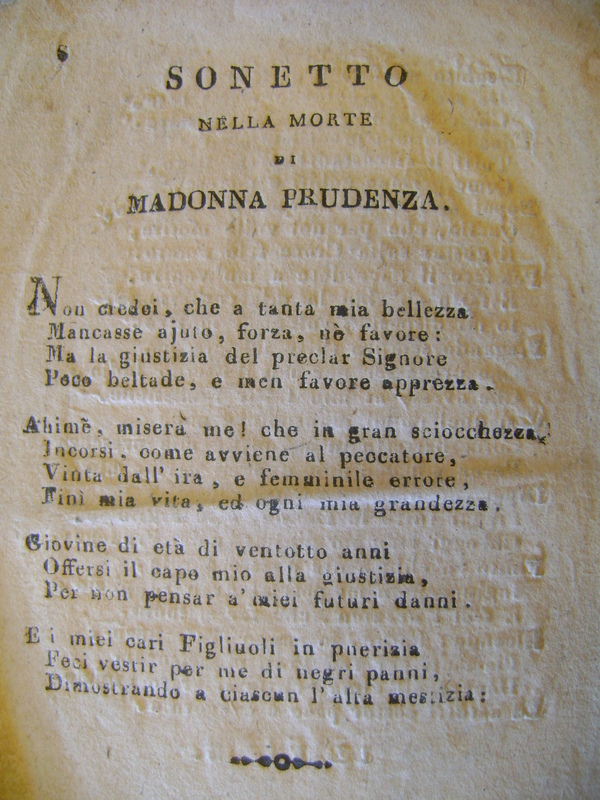 8
SONETTO
NELLA MORTE
DI
MADONNA PRUDENZA.
Non credei, che a tanta mia bellezza
Mancasse ajuto, forza, nè favore:
Ma la giustizia del preclar Signore
Poco beltade, e men favore apprezza.
Ahimè, misera me! che in gran sciocchezza,
Incorsi, come avviene al peccatore,
Vinta dall' ira, e femminile errore,
Finì mia vita, ed ogni mia grandezza.
Giovine di età di ventotto anni
Offersi il capo mio alla giustizia,
Per non pensar a' miei futuri danni.
E i miei cari Figliuoli in puerizia
Feci vestir per me di negri panni,
Dimostrando a ciascun l' alta mestizia: